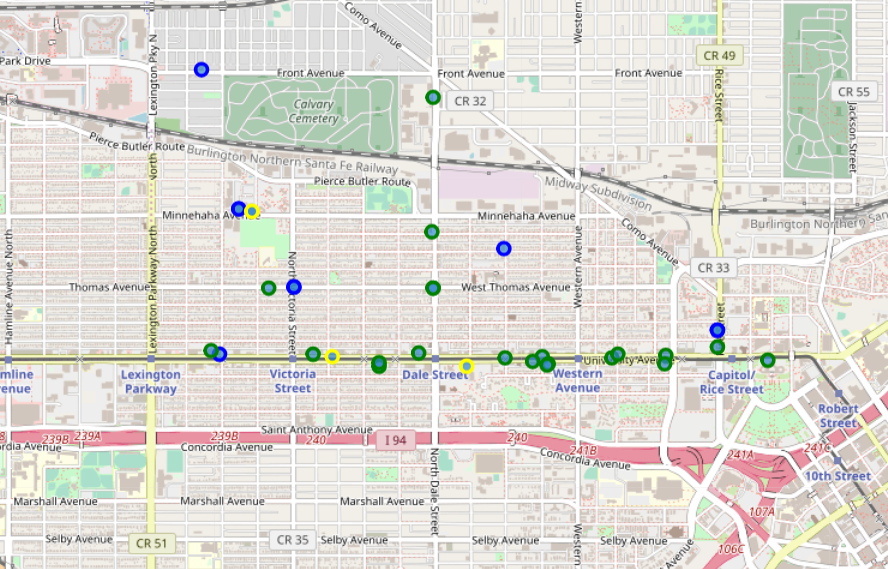 Como Avenue
Western
Park Drive
Lexington Pky N
Front Avenue
Front Avenue
Front Avenue
CR 49
CR 32
Calvary
Cemetery
Rice Street
CR 55
Jackson Street
Pierce Butler Route
Burlington Northern Santa Fe Railway
Pierce Butler Route
Midway Subdivision
Minnehaha Avenue
Minnehaha Avenue
Como Avenue
Burlington Northern San
Hamline Avenue North
Lexington Parkway North
North
Western Avenue
CR 33
Thomas Avenue
West Thomas Avenue
University Avenue
mline
enue
Lexington
Parkway
Victoria
Street
Dale Street
Western
Avenue
Capitol/
Rice Street
Robert
Street
Saint Anthony Avenue
239B
239A
239B
240
I 94
240
241B
241A
241C
rdia Avenue
Concordia Avenue
Concordia Avenue
10th Street
North Dale Street
Marshall Avenue
Marshall Avenue
Marshall Avenue
107A
106C
CR 51
CR 35
Selby Avenue
Selby Avenue
Selby Avenue
Western
Avenue